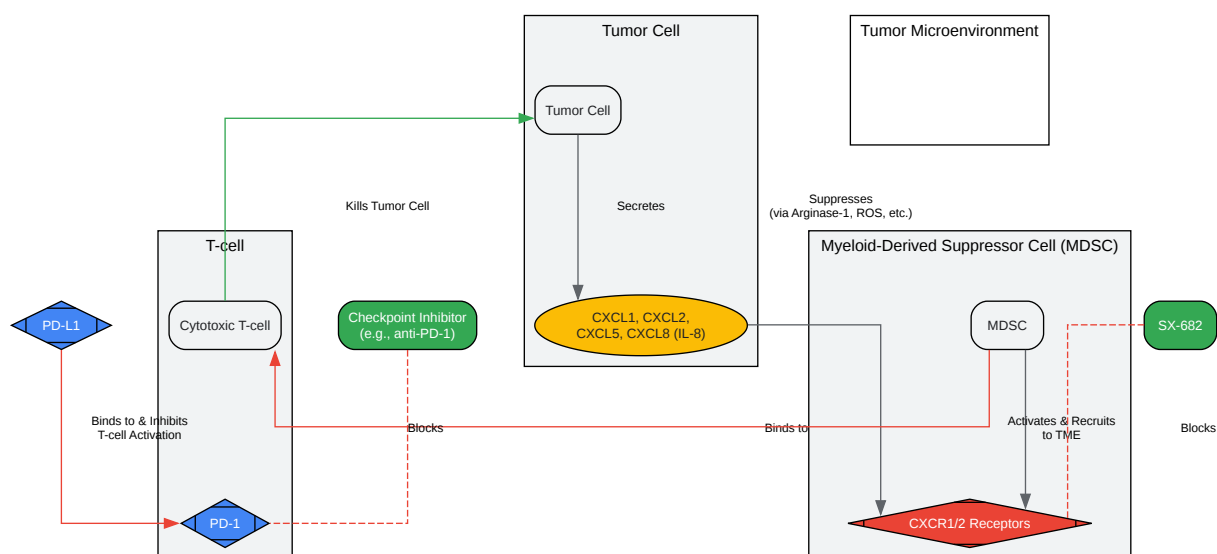 Tumor Cell
Tumor Microenvironment
Tumor Cell
Kills Tumor Cell
Secretes
Suppresses
(via Arginase-1, ROS, etc.)
T-cell
Myeloid-Derived Suppressor Cell (MDSC)
PD-L1
Cytotoxic T-cell
Checkpoint Inhibitor
(e.g., anti-PD-1)
CXCL1, CXCL2,
CXCL5, CXCL8 (IL-8)
MDSC
SX-682
Binds to & Inhibits
T-cell Activation
Blocks
Binds to
Activates & Recruits
to TME
Blocks
PD-1
CXCR1/2 Receptors